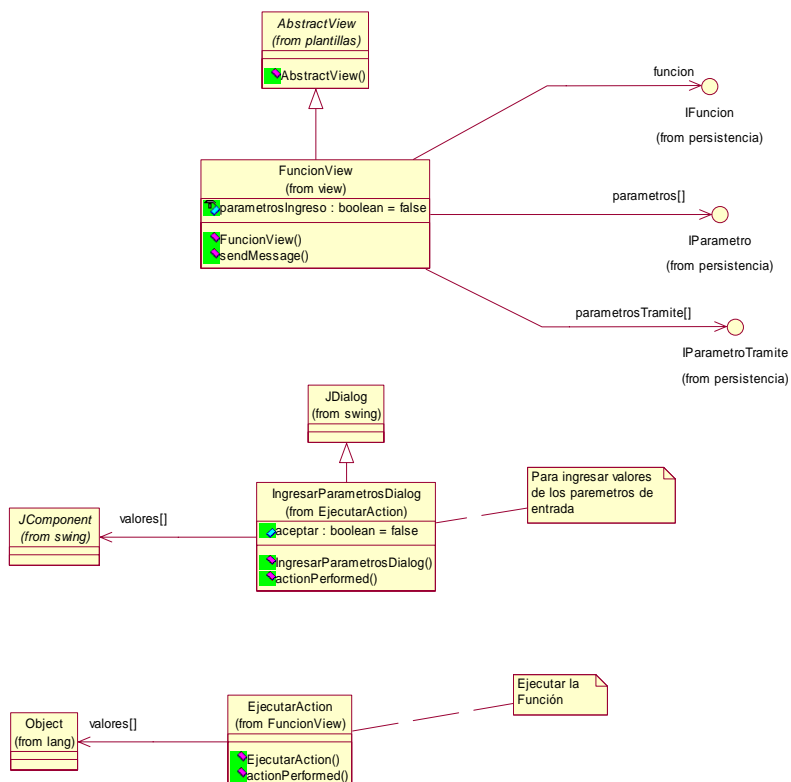 AbstractView
(from plantillas)
AbstractView()
funcion
IFuncion
(from persistencia)
FuncionView
(from view)
parametrosIngreso : boolean = false
FuncionView()
sendMessage()
parametros[]
IParametro
(from persistencia)
parametrosTramite[]
IParametroTramite
(from persistencia)
JDialog
(from swing)
IngresarParametrosDialog
(from EjecutarAction)
aceptar : boolean = false
IngresarParametrosDialog()
actionPerformed()
Para ingresar valores
de los paremetros de
entrada
JComponent
(from swing)
valores[]
Ejecutar la
Función
EjecutarAction
(from FuncionView)
EjecutarAction()
actionPerformed()
Object
(from lang)
valores[]